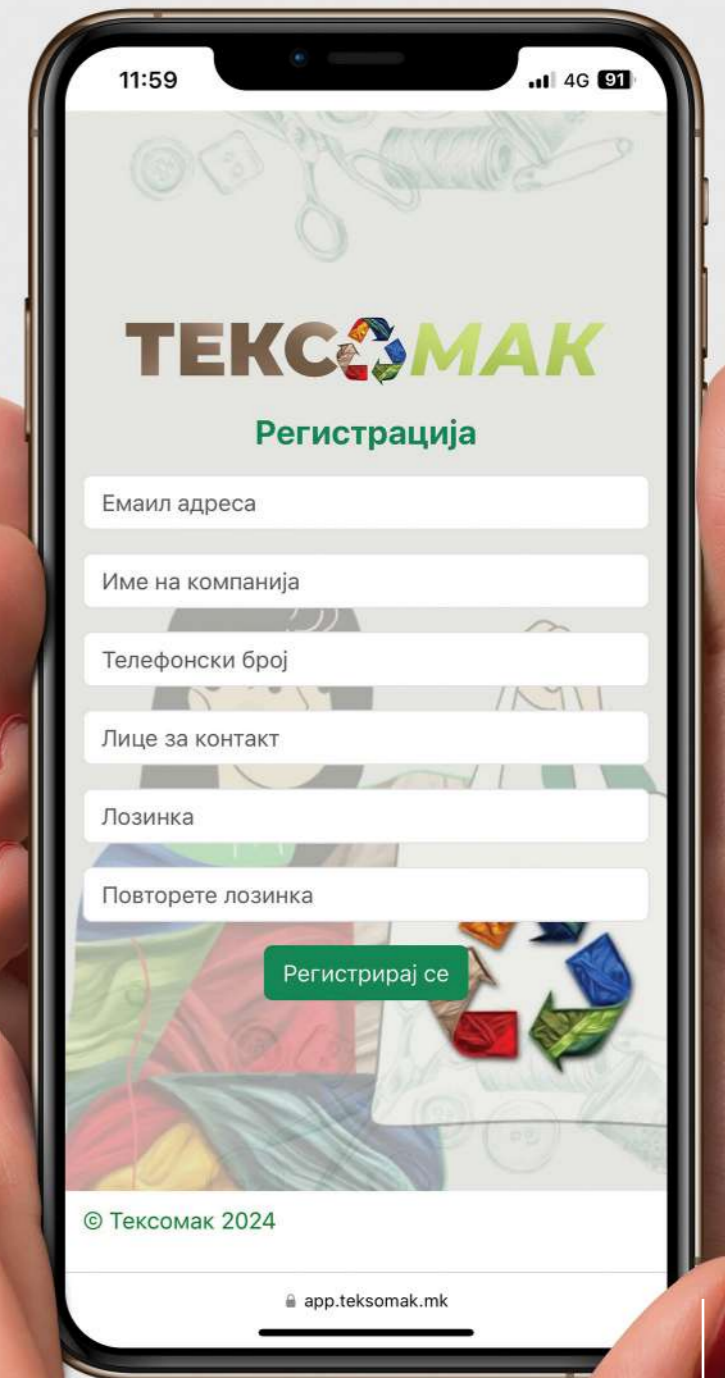 11:59
4G 91
ТЕКСОМАК
Регистрација
Емаил адреса
Име на компанија
Телефонски број
Лице за контакт
Лозинка
Повторете лозинка
Регистрирај се
© Тексомак 2024
app.teksomak.mk